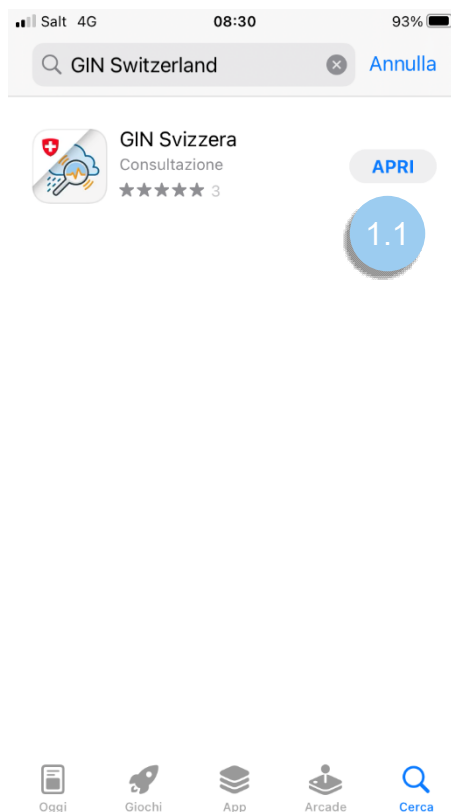 Salt 4G 08:30 93%
GIN Switzerland Annulla
GIN Svizzera
Consultazione
3
APRI
1.1
Oggi Giochi App Arcade Cerca